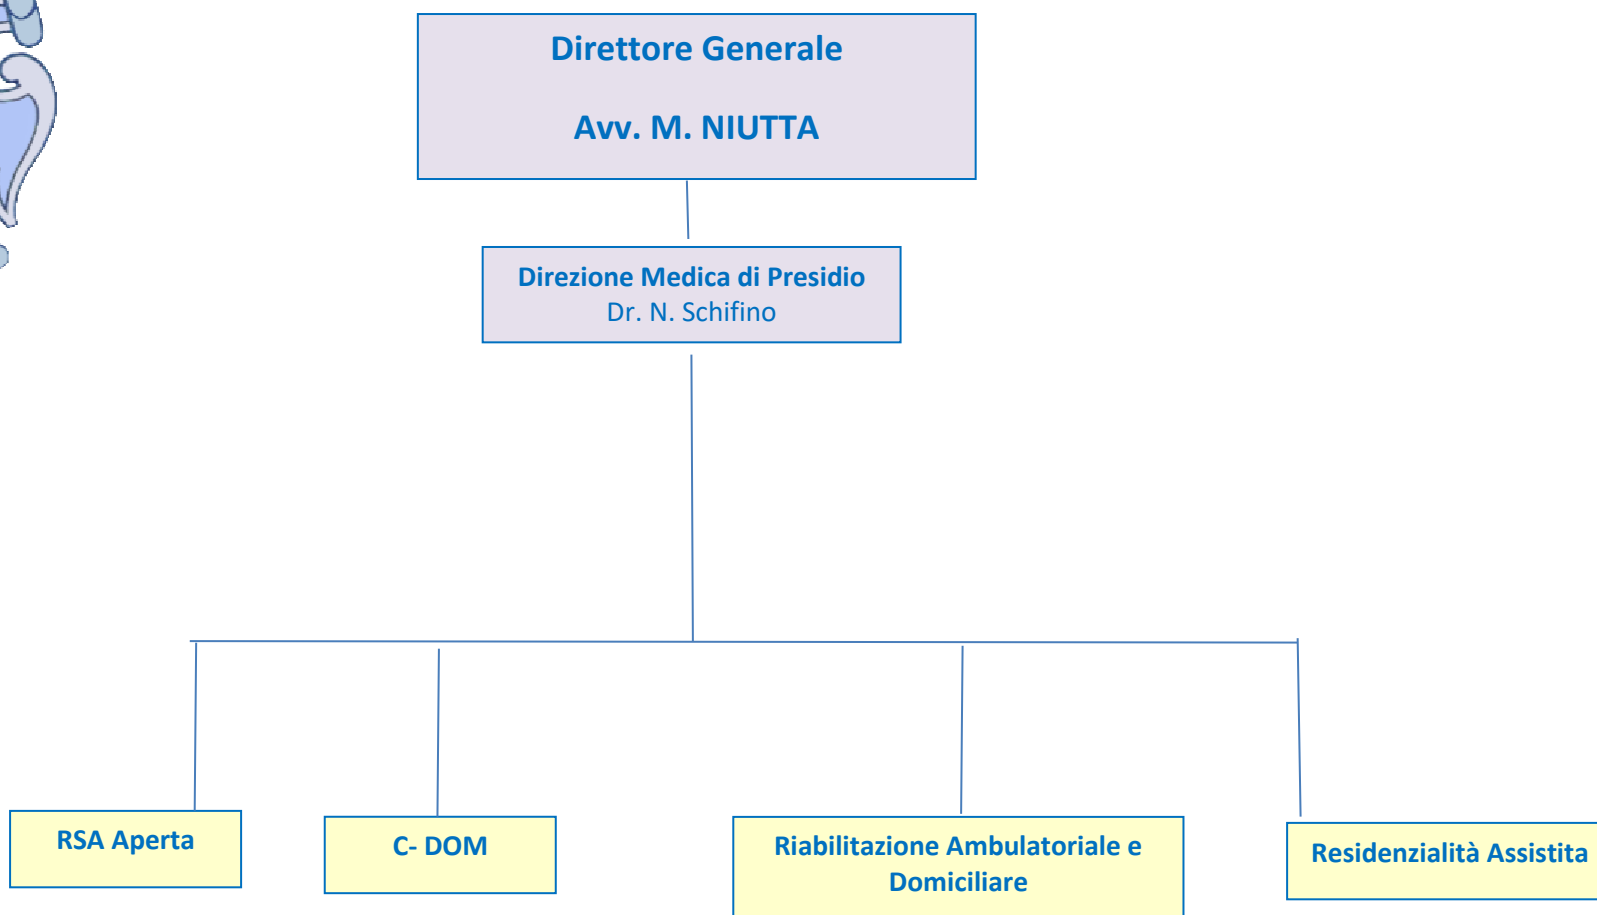 Direttore Generale
Avv. M. NIUTTA
Direzione Medica di Presidio
Dr. N. Schifino
RSA Aperta
C- DOM
Riabilitazione Ambulatoriale e
Domiciliare
Residenzialità Assistita